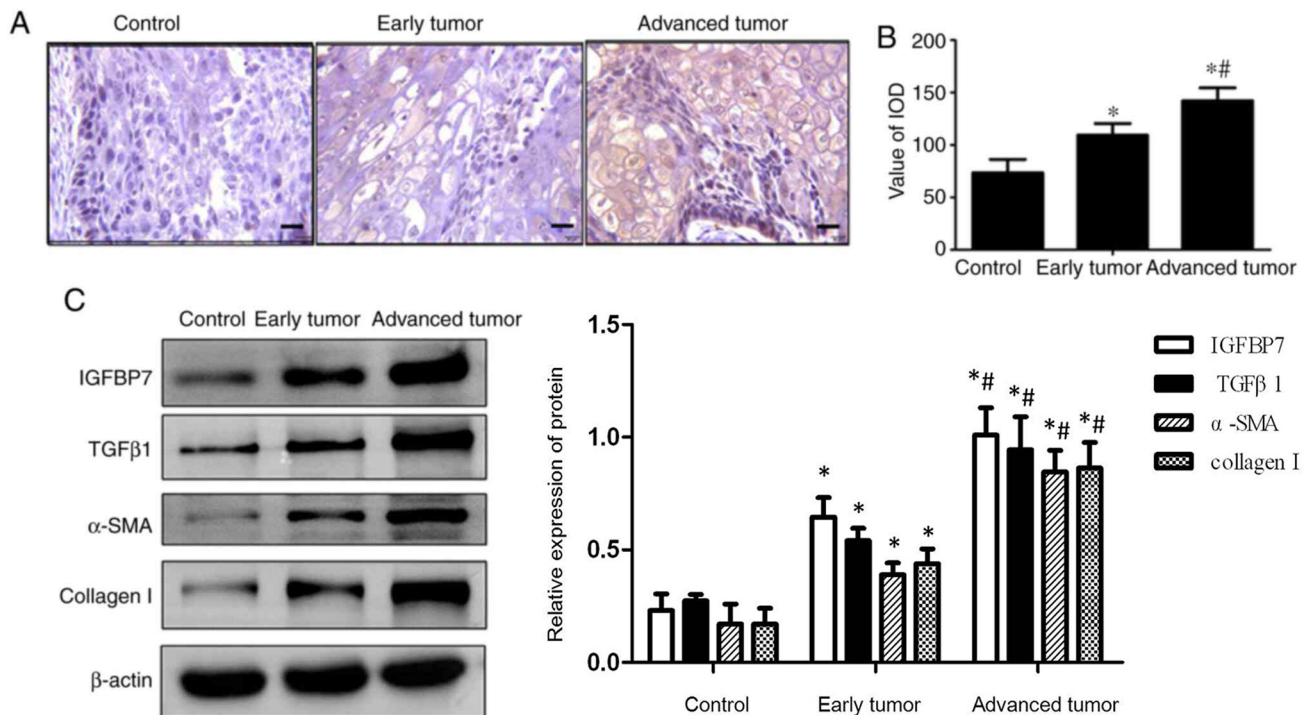 A
Control Early tumor Advanced tumor
B
200
150
100
50
0
Value of IOD
*
*#
Control Early tumor Advanced tumor
C
Control Early tumor Advanced tumor
IGFBP7
TGFβ1
α-SMA
Collagen I
β-actin
1.5
1.0
0.5
0.0
Relative expression of protein
* * * *
*# *# *# *#
Control Early tumor Advanced tumor
IGFBP7
TGFβ 1
α -SMA
collagen I